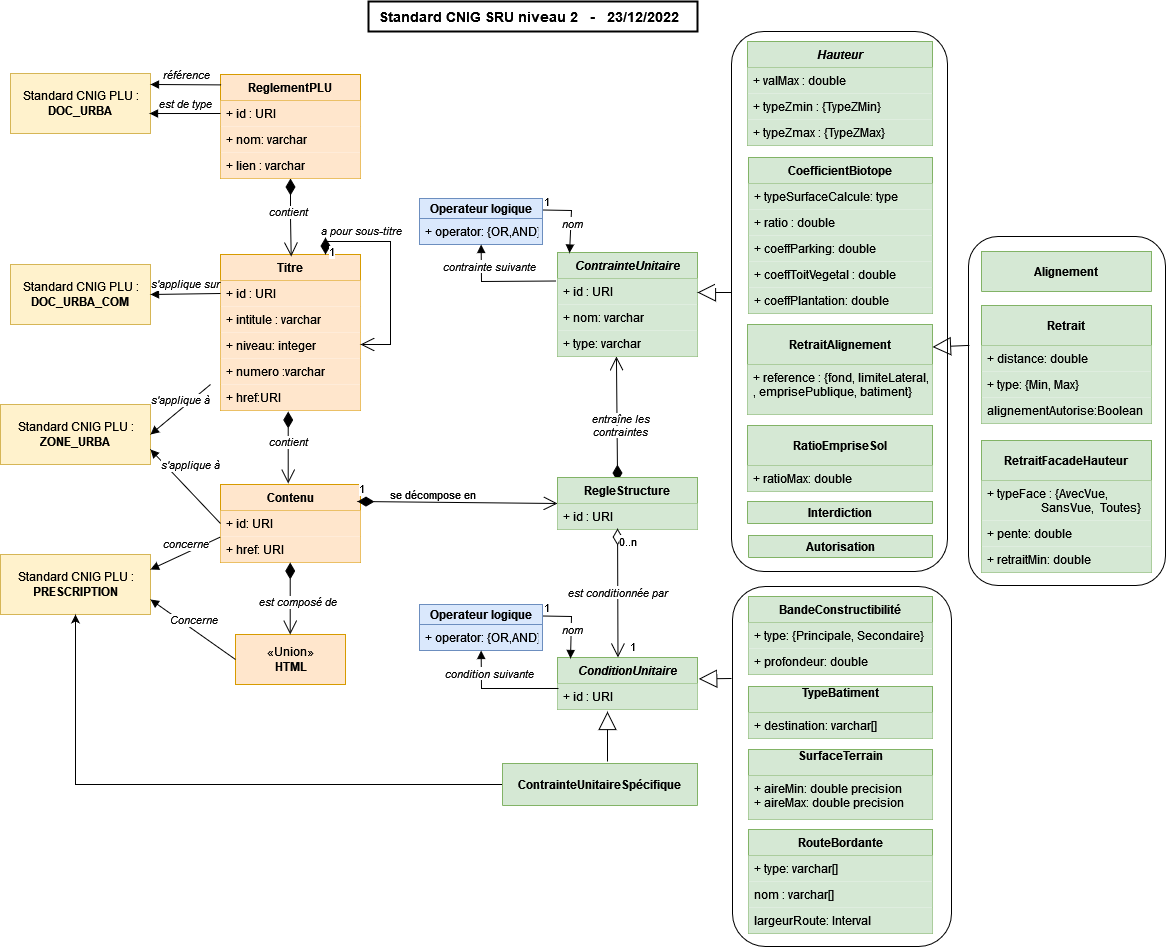 Standard CNIG SRU niveau 2 - 23/12/2022
Standard CNIG PLU :
DOC_URBA
référence
est de type
ReglementPLU
+ id : URI
+ nom: varchar
+ lien : varchar
contient
a pour sous-titre
1
Standard CNIG PLU :
DOC_URBA_COM
s'applique sur
Titre
+ id : URI
+ intitule : varchar
+ niveau: integer
+ numero :varchar
+ href:URI
Standard CNIG PLU :
ZONE_URBA
s'applique à
s'applique à
contient
Contenu
+ id: URI
+ href: URI
1
se décompose en
concerne
Standard CNIG PLU :
PRESCRIPTION
Concerne
est composé de
«Union»
HTML
Operateur logique
+ operator: {OR,AND}
1
nom
contrainte suivante
ContrainteUnitaire
+ id : URI
+ nom: varchar
+ type: varchar
entraîne les
contraintes
RegleStructure
+ id : URI
0..n
est conditionnée par
1
Operateur logique
+ operator: {OR,AND}
1
nom
condition suivante
ConditionUnitaire
+ id : URI
ContrainteUnitaireSpécifique
Hauteur
+ valMax : double
+ typeZmin : {TypeZMin}
+ typeZmax : {TypeZMax}
CoefficientBiotope
+ typeSurfaceCalcule: type
+ ratio : double
+ coeffParking: double
+ coeffToitVegetal : double
+ coeffPlantation: double
RetraitAlignement
+ reference : {fond, limiteLateral,
, emprisePublique, batiment}
RatioEmpriseSol
+ ratioMax: double
Interdiction
Autorisation
Alignement
Retrait
+ distance: double
+ type: {Min, Max}
alignementAutorise:Boolean
RetraitFacadeHauteur
+ typeFace : {AvecVue,
SansVue, Toutes}
+ pente: double
+ retraitMin: double
BandeConstructibilité
+ type: {Principale, Secondaire}
+ profondeur: double
TypeBatiment
+ destination: varchar[]
SurfaceTerrain
+ aireMin: double precision
+ aireMax: double precision
RouteBordante
+ type: varchar[]
nom : varchar[]
largeurRoute: Interval